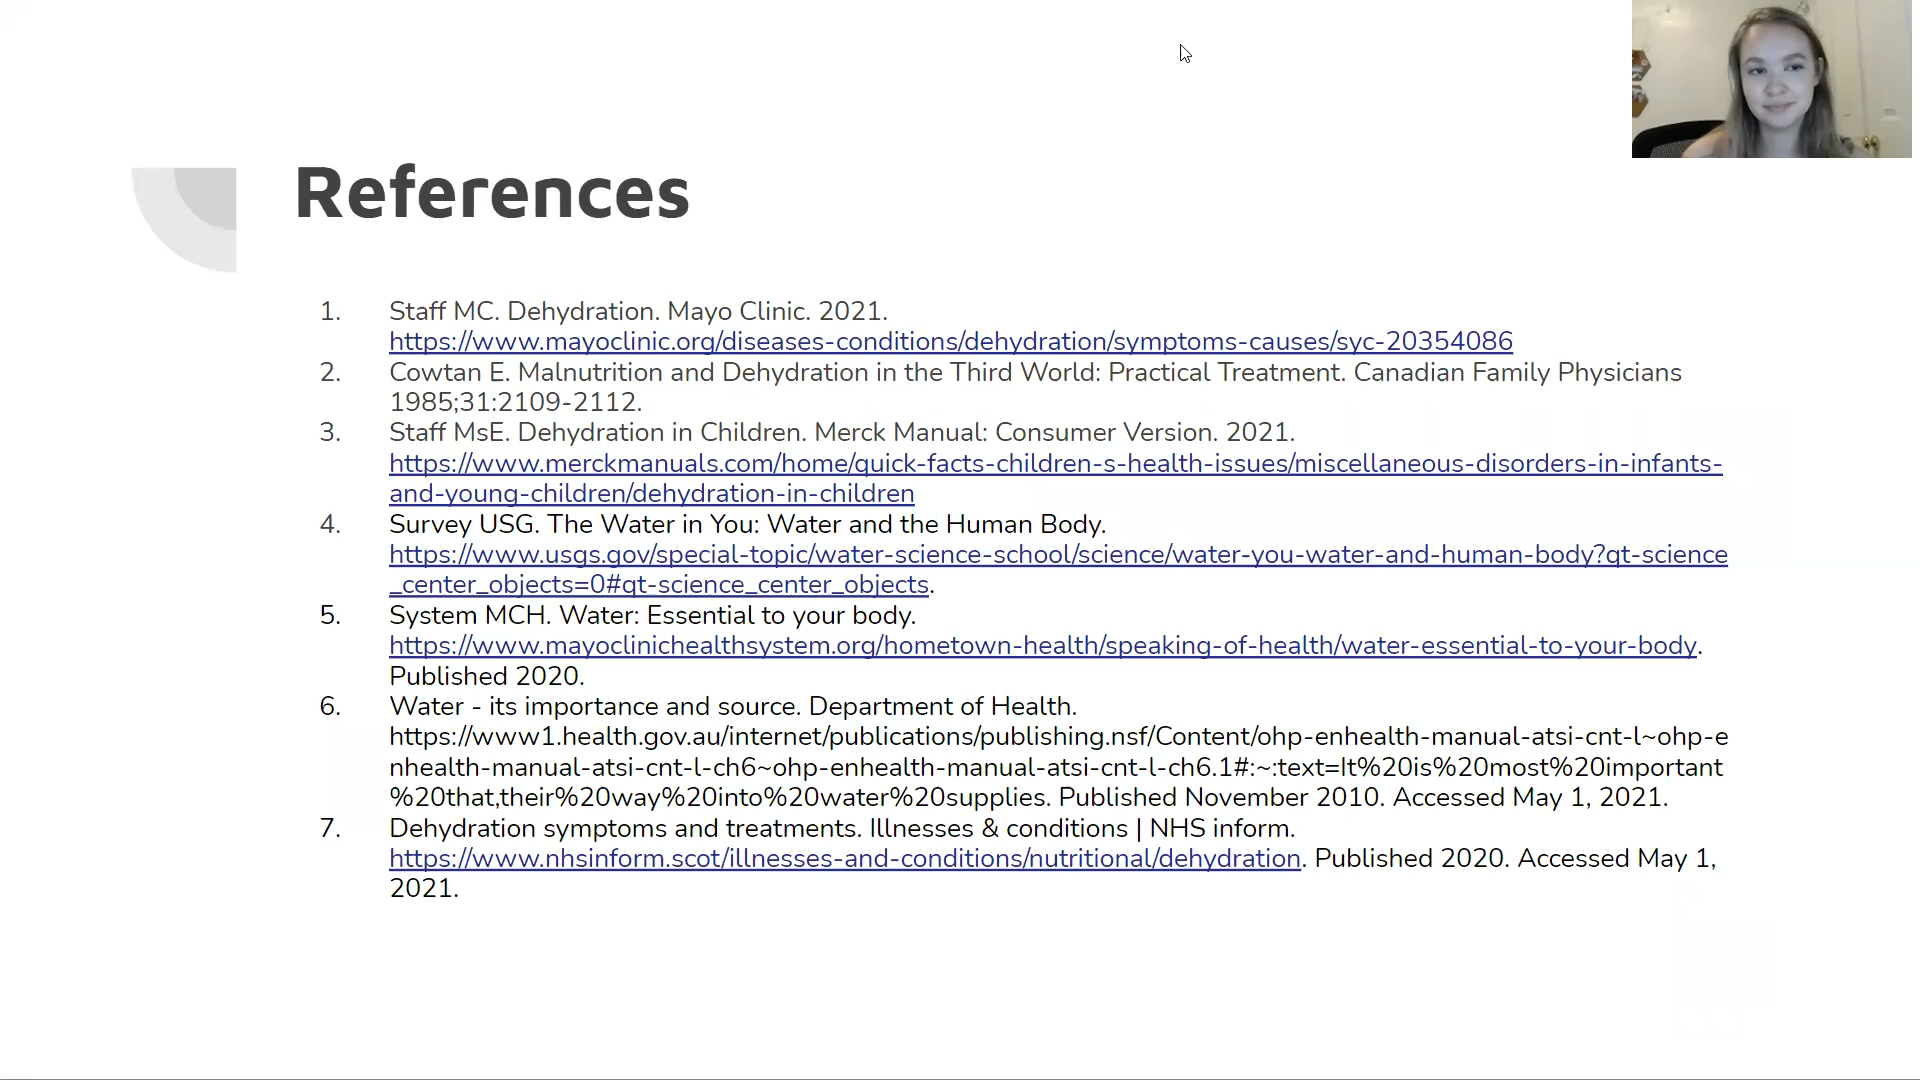 References
1. Staff MC. Dehydration. Mayo Clinic. 2021.
https://www.mayoclinic.org/diseases-conditions/dehydration/symptoms-causes/syc-20354086
2. Cowtan E. Malnutrition and Dehydration in the Third World: Practical Treatment. Canadian Family Physicians
1985;31:2109-2112.
3. Staff MsE. Dehydration in Children. Merck Manual: Consumer Version. 2021.
https://www.merckmanuals.com/home/quick-facts-children-s-health-issues/miscellaneous-disorders-in-infants-
and-young-children/dehydration-in-children
4. Survey USG. The Water in You: Water and the Human Body.
https://www.usgs.gov/special-topic/water-science-school/science/water-you-water-and-human-body?qt-science
_center_objects=0#qt-science_center_objects.
5. System MCH. Water: Essential to your body.
https://www.mayoclinichealthsystem.org/hometown-health/speaking-of-health/water-essential-to-your-body.
Published 2020.
6. Water - its importance and source. Department of Health.
https://www1.health.gov.au/internet/publications/publishing.nsf/Content/ohp-enhealth-manual-atsi-cnt-l~ohp-e
nhealth-manual-atsi-cnt-l-ch6~ohp-enhealth-manual-atsi-cnt-l-ch6.1#:~:text=It%20is%20most%20important
%20that,their%20way%20into%20water%20supplies. Published November 2010. Accessed May 1, 2021.
7. Dehydration symptoms and treatments. Illnesses & conditions | NHS inform.
https://www.nhsinform.scot/illnesses-and-conditions/nutritional/dehydration. Published 2020. Accessed May 1,
2021.